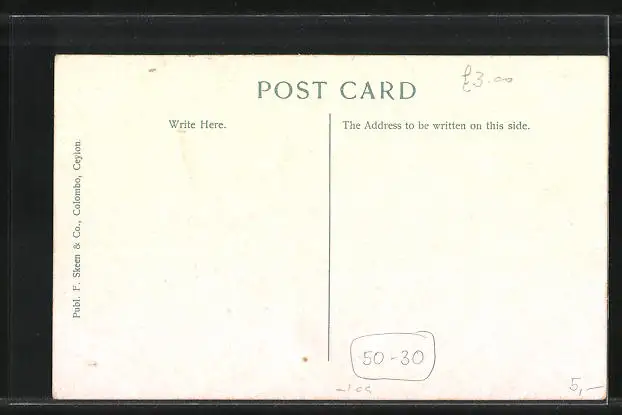 POST CARD
£3.00
Write Here.
The Address to be written on this side.
Publ. F. Skeen & Co., Colombo, Ceylon.
50-30
5,-